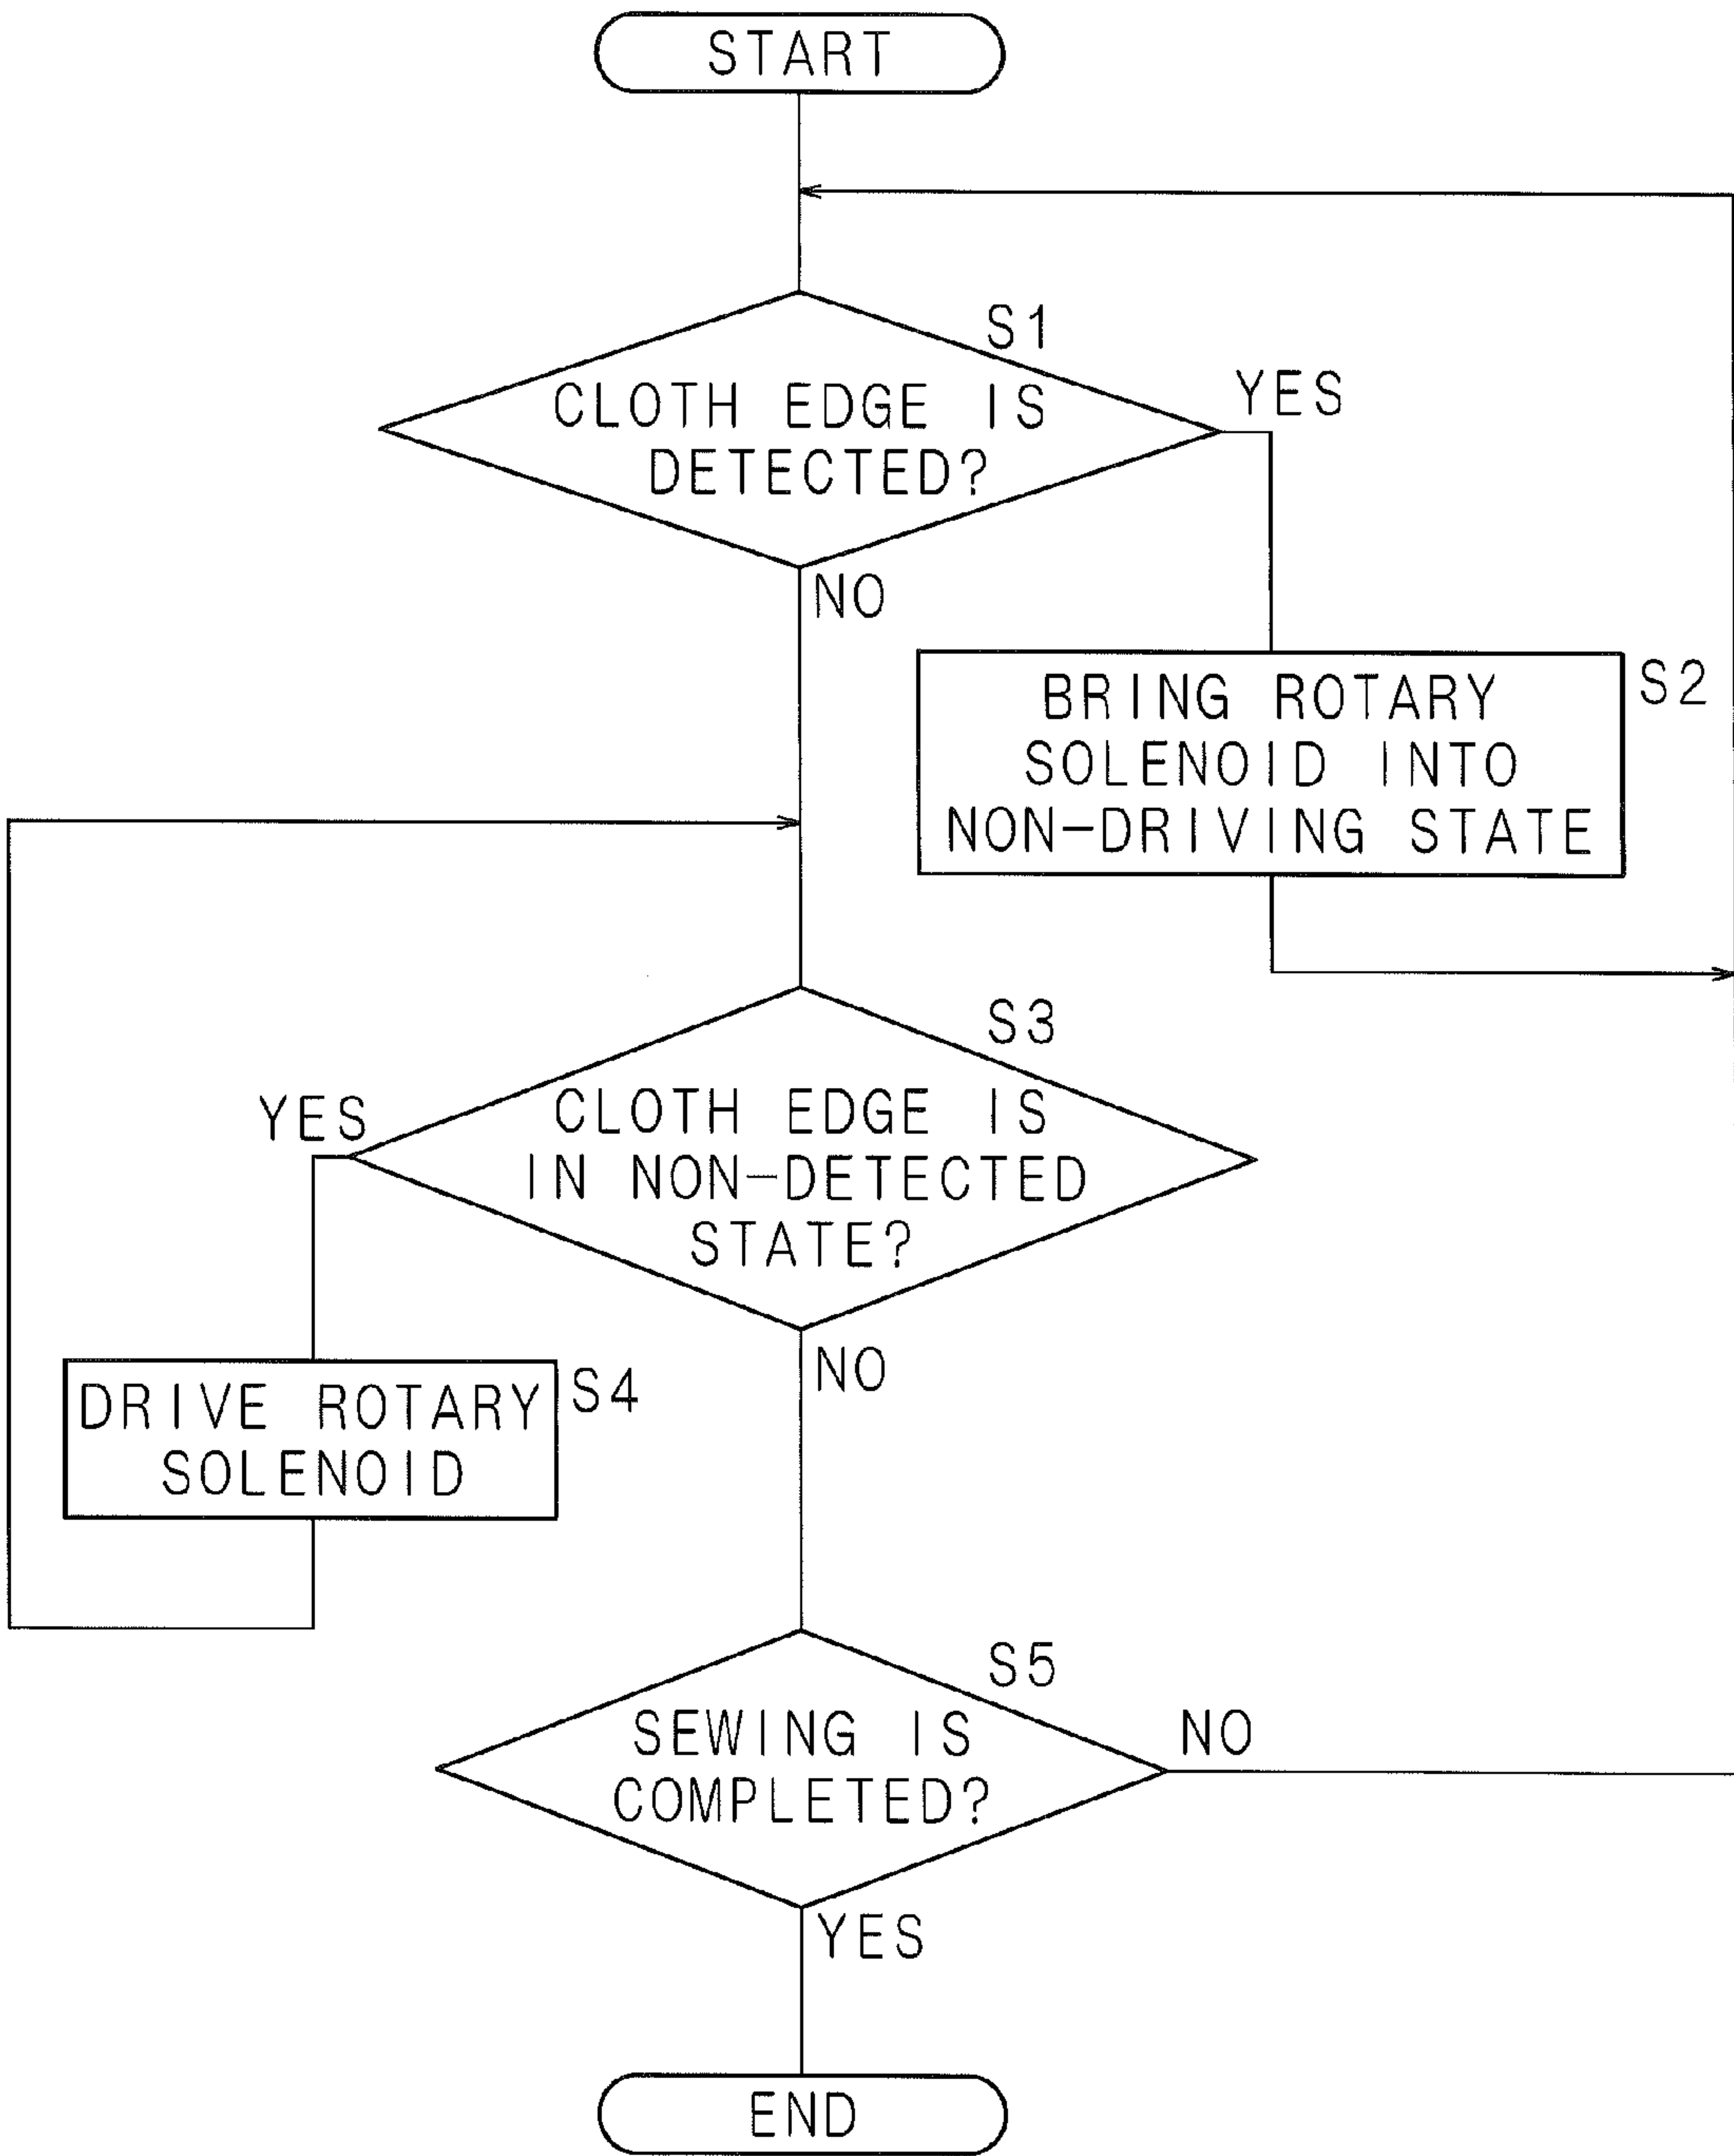 START
S1
CLOTH EDGE IS
DETECTED?
YES
NO
BRING ROTARY
SOLENOID INTO
NON-DRIVING STATE
S2
S3
CLOTH EDGE IS
IN NON-DETECTED
STATE?
YES
NO
DRIVE ROTARY
SOLENOID
S4
S5
SEWING IS
COMPLETED?
NO
YES
END